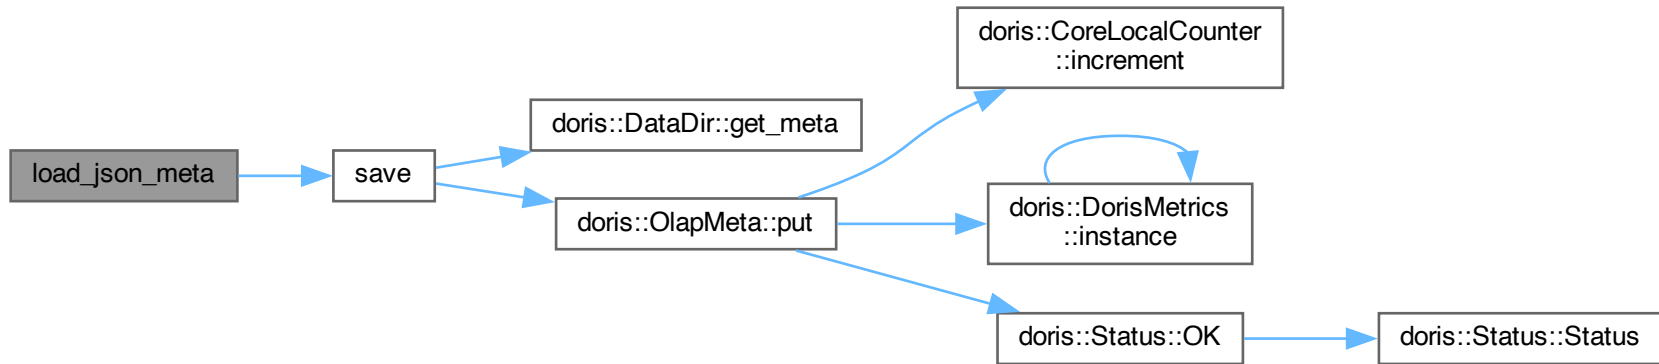 load_json_meta
save
doris::DataDir::get_meta
doris::OlapMeta::put
doris::CoreLocalCounter
::increment
doris::DorisMetrics
::instance
doris::Status::OK
doris::Status::Status